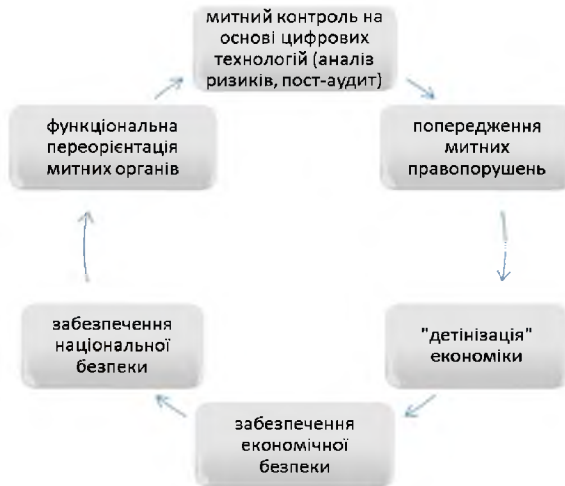 митний контроль на
основі цифрових
технологій (аналіз
ризиків, пост-аудит)
попередження
митних
правопорушень
"детінізація"
економіки
забезпечення
економічної
безпеки
забезпечення
національної
безпеки
функціональна
переорієнтація
митних органів